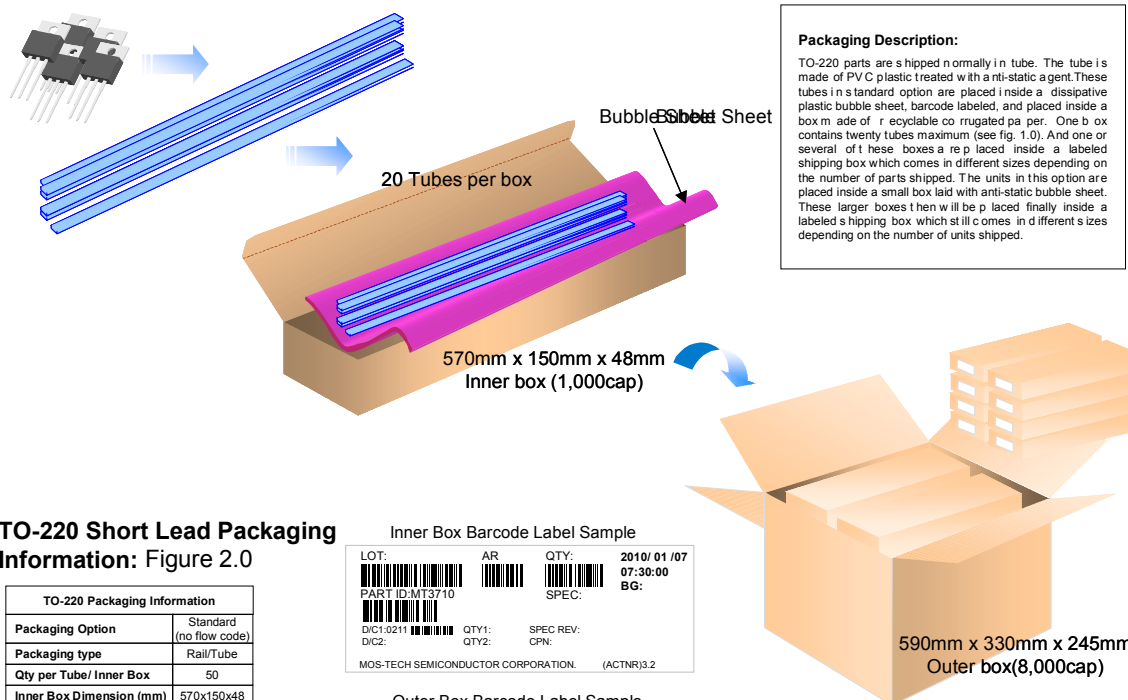 Packaging Description:
TO-220 parts are shipped normally in tube. The tube is
made of PVC plastic treated with anti-static agent.These
tubes in standard option are placed inside a dissipative
plastic bubble sheet, barcode labeled, and placed inside a
box made of recyclable corrugated paper. One box
contains twenty tubes maximum (see fig. 1.0). And one or
several of these boxes are placed inside a labeled
shipping box which comes in different sizes depending on
the number of parts shipped. The units in this option are
placed inside a small box laid with anti-static bubble sheet.
These larger boxes then will be placed finally inside a
labeled shipping box which still comes in different sizes
depending on the number of units shipped.
Bubble Sheet
Bubble Sheet
20 Tubes per box
570mm x 150mm x 48mm
Inner box (1,000cap)
TO-220 Short Lead Packaging
Information: Figure 2.0
TO-220 Packaging Information
Packaging Option Standard
(no flow code)
Packaging type Rail/Tube
Qty per Tube/ Inner Box 50
Inner Box Dimension (mm) 570x150x48
Inner Box Barcode Label Sample
LOT: AR QTY: 2010/ 01 /07
07:30:00
BG:
PART ID:MT3710 SPEC:
D/C1:0211 QTY1: SPEC REV:
D/C2: QTY2: CPN:
MOS-TECH SEMICONDUCTOR CORPORATION. (ACTNR)3.2
Outer Box Barcode Label Sample
590mm x 330mm x 245mm
Outer box(8,000cap)